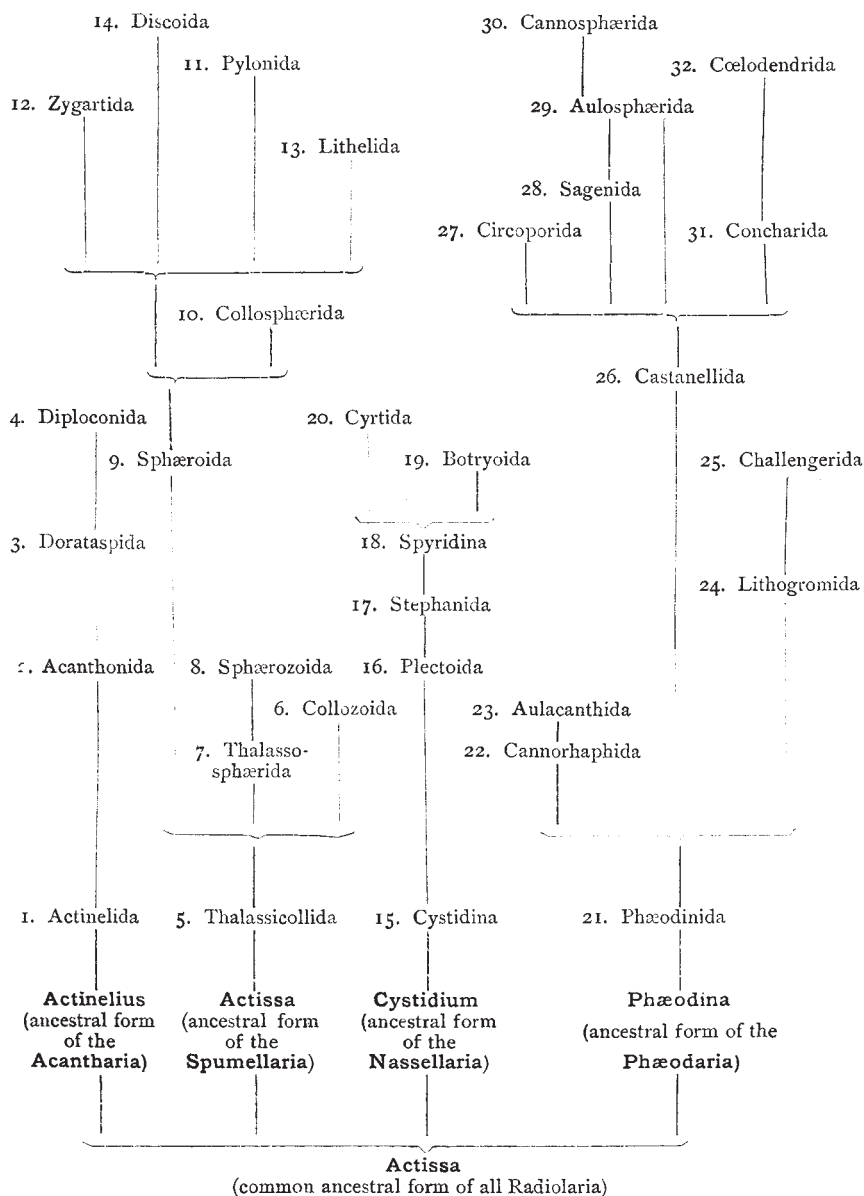 14. Discoida
30. Cannosphærida
11. Pylonida
32. Cœlodendrida
12. Zygartida
29. Aulosphærida
13. Lithelida
28. Sagenida
27. Circoporida
31. Concharida
10. Collosphærida
26. Castanellida
4. Diploconida
20. Cyrtida
9. Sphæroida
19. Botryoida
25. Challengerida
3. Dorataspida
18. Spyridina
24. Lithogromida
17. Stephanida
. Acanthonida
8. Sphærozoida
16. Plectoida
6. Collozoida
23. Aulacanthida
7. Thalasso-
sphærida
22. Cannorhaphida
1. Actinelida
5. Thalassicollida
15. Cystidina
21. Phæodinida
Actinelius
(ancestral form
of the
Acantharia)
Actissa
(ancestral form
of the
Spumellaria)
Cystidium
(ancestral form
of the
Nassellaria)
Phæodina
(ancestral form of the
Phæodaria)
Actissa
(common ancestral form of all Radiolaria)